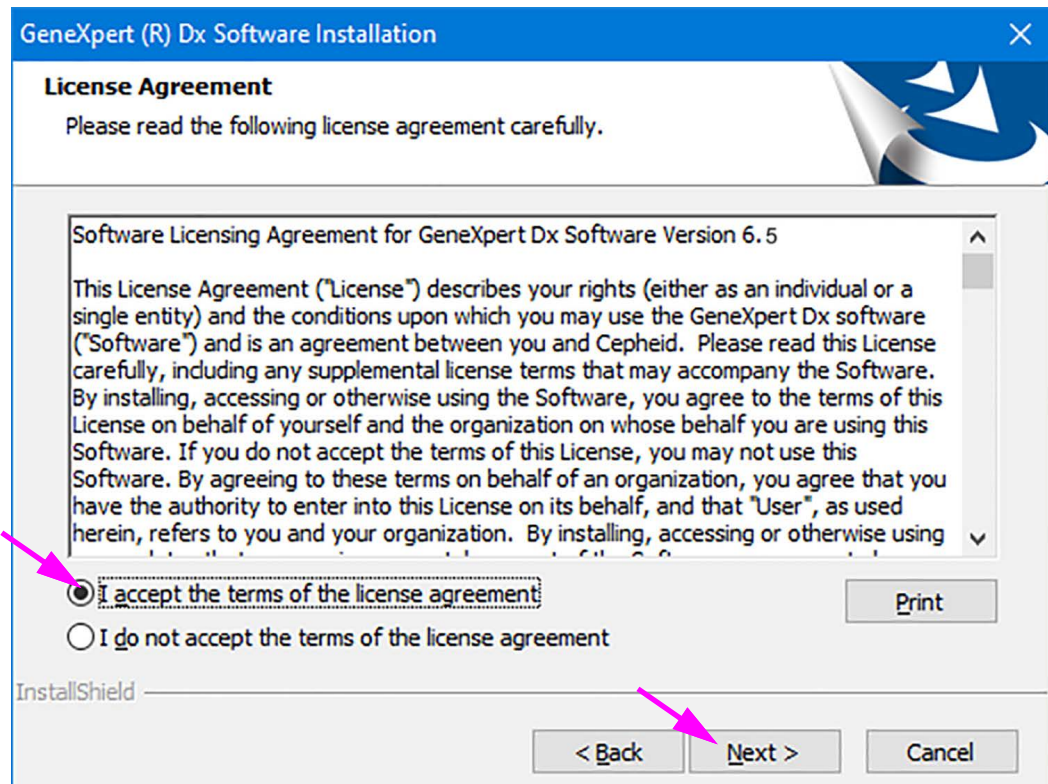 GeneXpert (R) Dx Software Installation
License Agreement
Please read the following license agreement carefully.
Software Licensing Agreement for GeneXpert Dx Software Version 6.5
This License Agreement ("License") describes your rights (either as an individual or a
single entity) and the conditions upon which you may use the GeneXpert Dx software
("Software") and is an agreement between you and Cepheid.  Please read this License
carefully, including any supplemental license terms that may accompany the Software.
By installing, accessing or otherwise using the Software, you agree to the terms of this
License on behalf of yourself and the organization on whose behalf you are using this
Software. If you do not accept the terms of this License, you may not use this
Software. By agreeing to these terms on behalf of an organization, you agree that you
have the authority to enter into this License on its behalf, and that "User", as used
herein, refers to you and your organization.  By installing, accessing or otherwise using
I accept the terms of the license agreement
Print
I do not accept the terms of the license agreement
InstallShield
< Back
Next >
Cancel